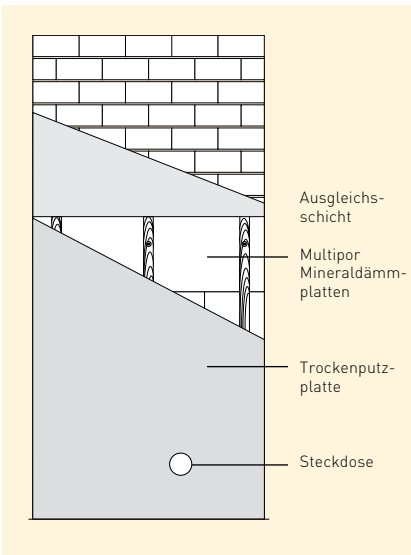 Ausgleichs-
schicht
Multipor
Mineraldämm-
platten
Trockenputz-
platte
Steckdose